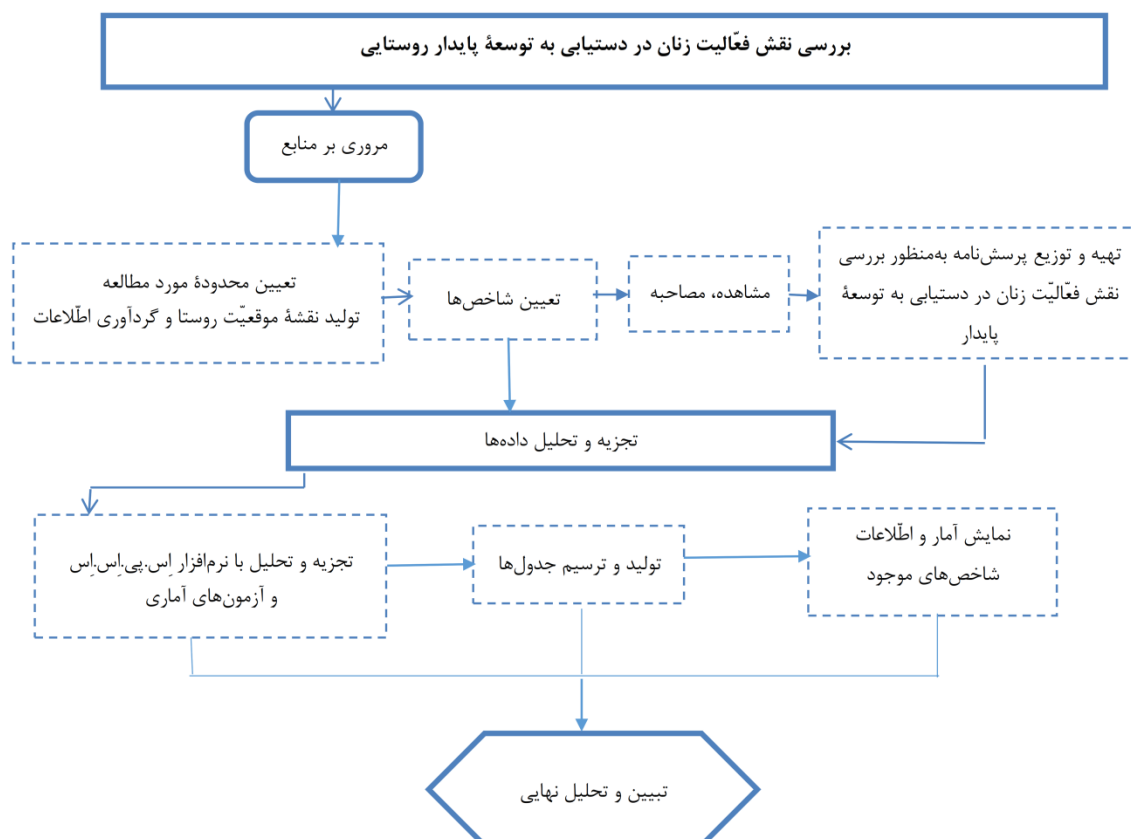 بررسی نقش فعّالیت زنان در دستیابی به توسعهٔ پایدار روستایی
مروری بر منابع
تعیین محدودهٔ مورد مطالعه
تولید نقشهٔ موقعیّت روستا و گردآوری اطّلاعات
تعیین شاخص‌ها
مشاهده، مصاحبه
تهیه و توزیع پرسش‌نامه به‌منظور بررسی
نقش فعّالیّت زنان در دستیابی به توسعهٔ
پایدار
تجزیه و تحلیل داده‌ها
تجزیه و تحلیل با نرم‌افزار اِس.پی.اِس.اِس
و آزمون‌های آماری
تولید و ترسیم جدول‌ها
نمایش آمار و اطّلاعات
شاخص‌های موجود
تبیین و تحلیل نهایی